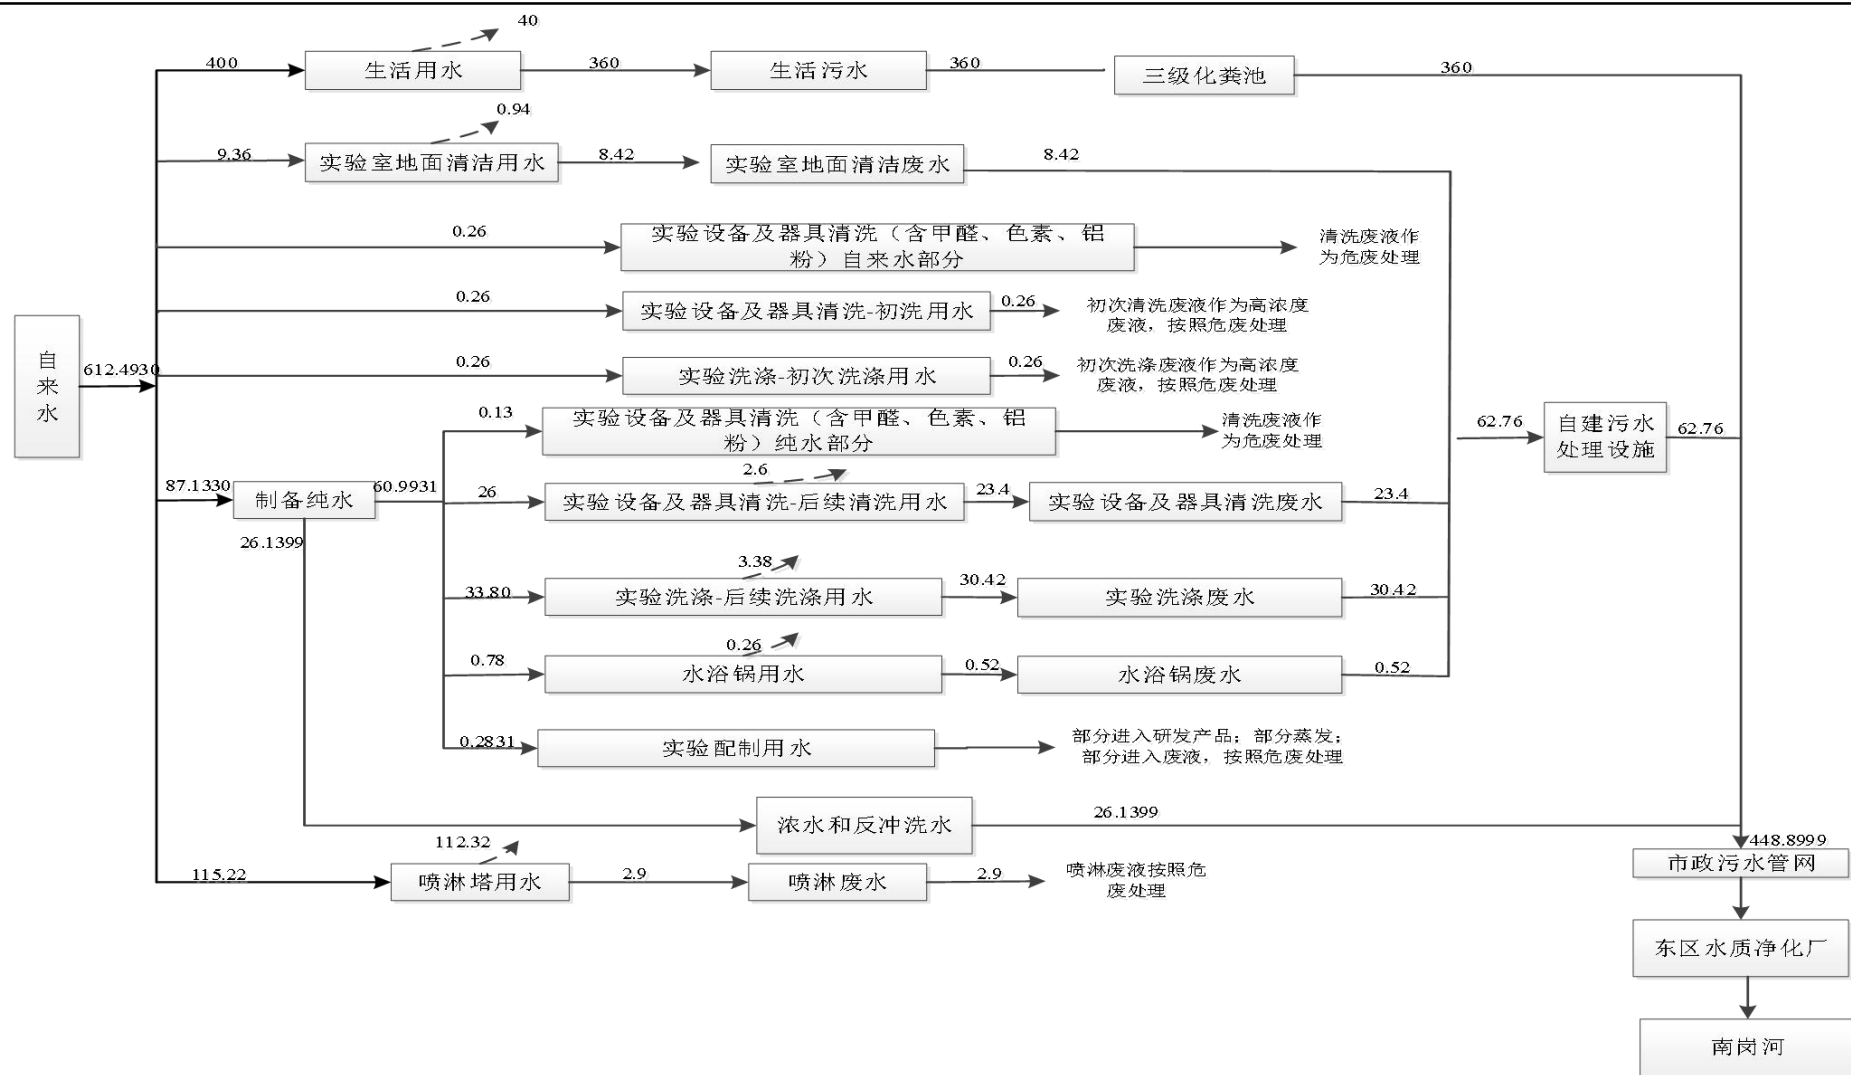 40
400
生活用水
360
生活污水
360
三级化粪池
360
0.94
9.36
实验室地面清洁用水
8.42
实验室地面清洁废水
8.42
0.26
实验设备及器具清洗（含甲醛、色素、铝
粉）自来水部分
清洗废液作
为危废处理
0.26
实验设备及器具清洗-初洗用水
0.26
初次清洗废液作为高浓度
废液，按照危废处理
自
来
水
612.4930
0.26
实验洗涤-初次洗涤用水
0.26
初次洗涤废液作为高浓度
废液，按照危废处理
0.13
实验设备及器具清洗（含甲醛、色素、铝
粉）纯水部分
清洗废液作
为危废处理
62.76
自建污水
处理设施
62.76
87.1330
制备纯水
60.9931
2.6
26
实验设备及器具清洗-后续清洗用水
23.4
实验设备及器具清洗废水
23.4
26.1399
3.38
33.80
实验洗涤-后续洗涤用水
30.42
实验洗涤废水
30.42
0.26
0.78
水浴锅用水
0.52
水浴锅废水
0.52
0.2831
实验配制用水
部分进入研发产品；部分蒸发；
部分进入废液，按照危废处理
浓水和反冲洗水
26.1399
112.32
115.22
喷淋塔用水
2.9
喷淋废水
2.9
喷淋废液按照危
废处理
448.8999
市政污水管网
东区水质净化厂
南岗河